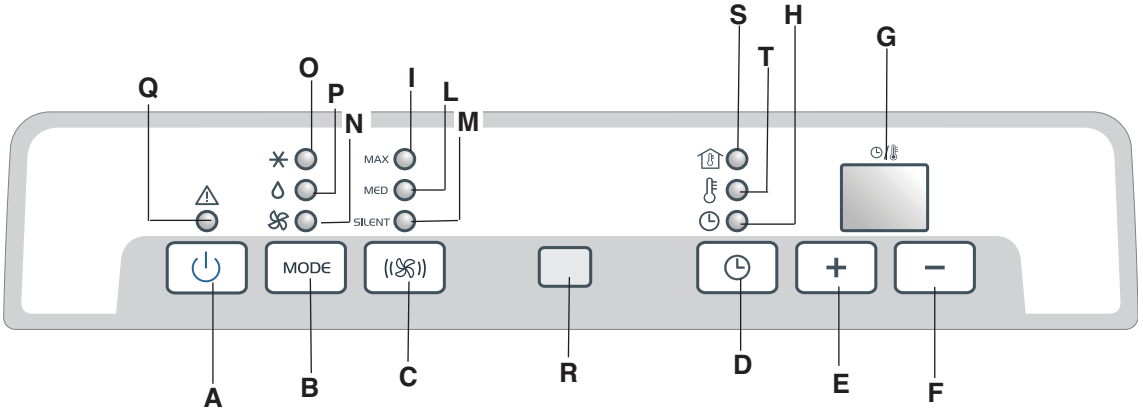 S H
G
O I T
Q P L
N M
MAX
MED
SILENT
MODE
A B C R D E F